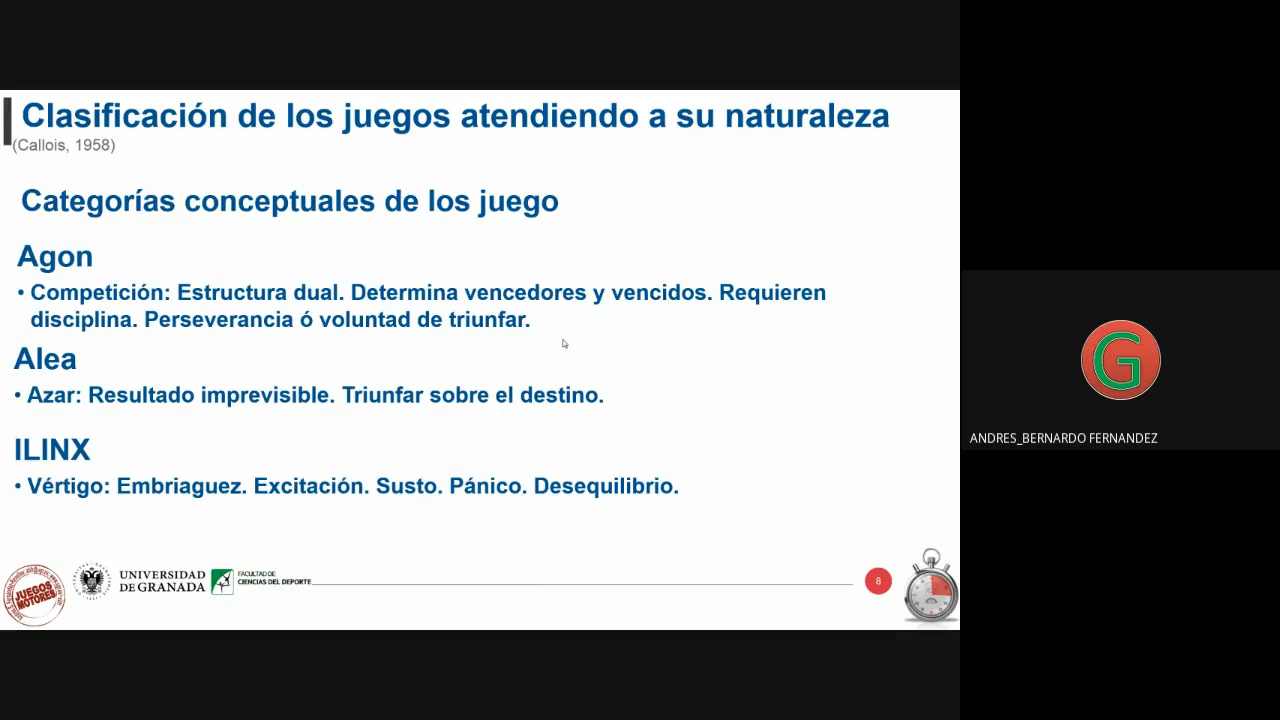 Clasificación de los juegos atendiendo a su naturaleza
(Callois, 1958)
Categorías conceptuales de los juego
Agon
• Competición: Estructura dual. Determina vencedores y vencidos. Requieren
disciplina. Perseverancia ó voluntad de triunfar.
Alea
• Azar: Resultado imprevisible. Triunfar sobre el destino.
ILINX
• Vértigo: Embriaguez. Excitación. Susto. Pánico. Desequilibrio.
JUEGOS
MOTORES
UNIVERSIDAD
DE GRANADA
FACULTAD DE
CIENCIAS DEL DEPORTE
8
G
ANDRES_BERNARDO FERNANDEZ